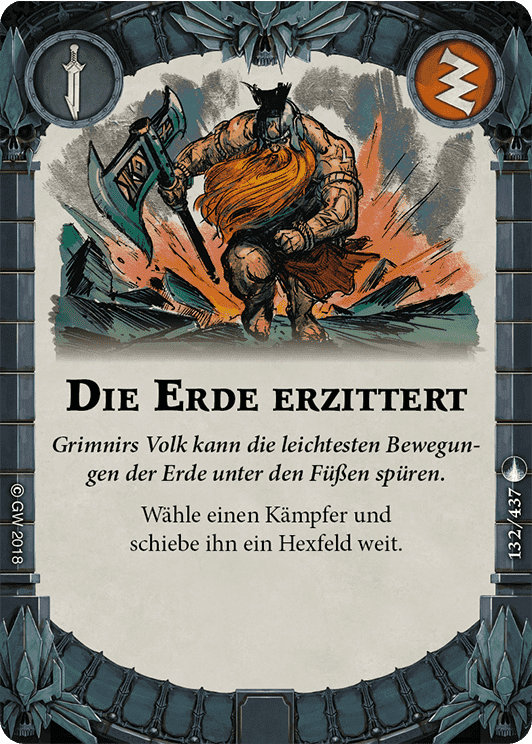 Die Erde erzittert
Grimnirs Volk kann die leichtesten Bewegun-
gen der Erde unter den Füßen spüren.
Wähle einen Kämpfer und
schiebe ihn ein Hexfeld weit.
© GW 2018
132/437